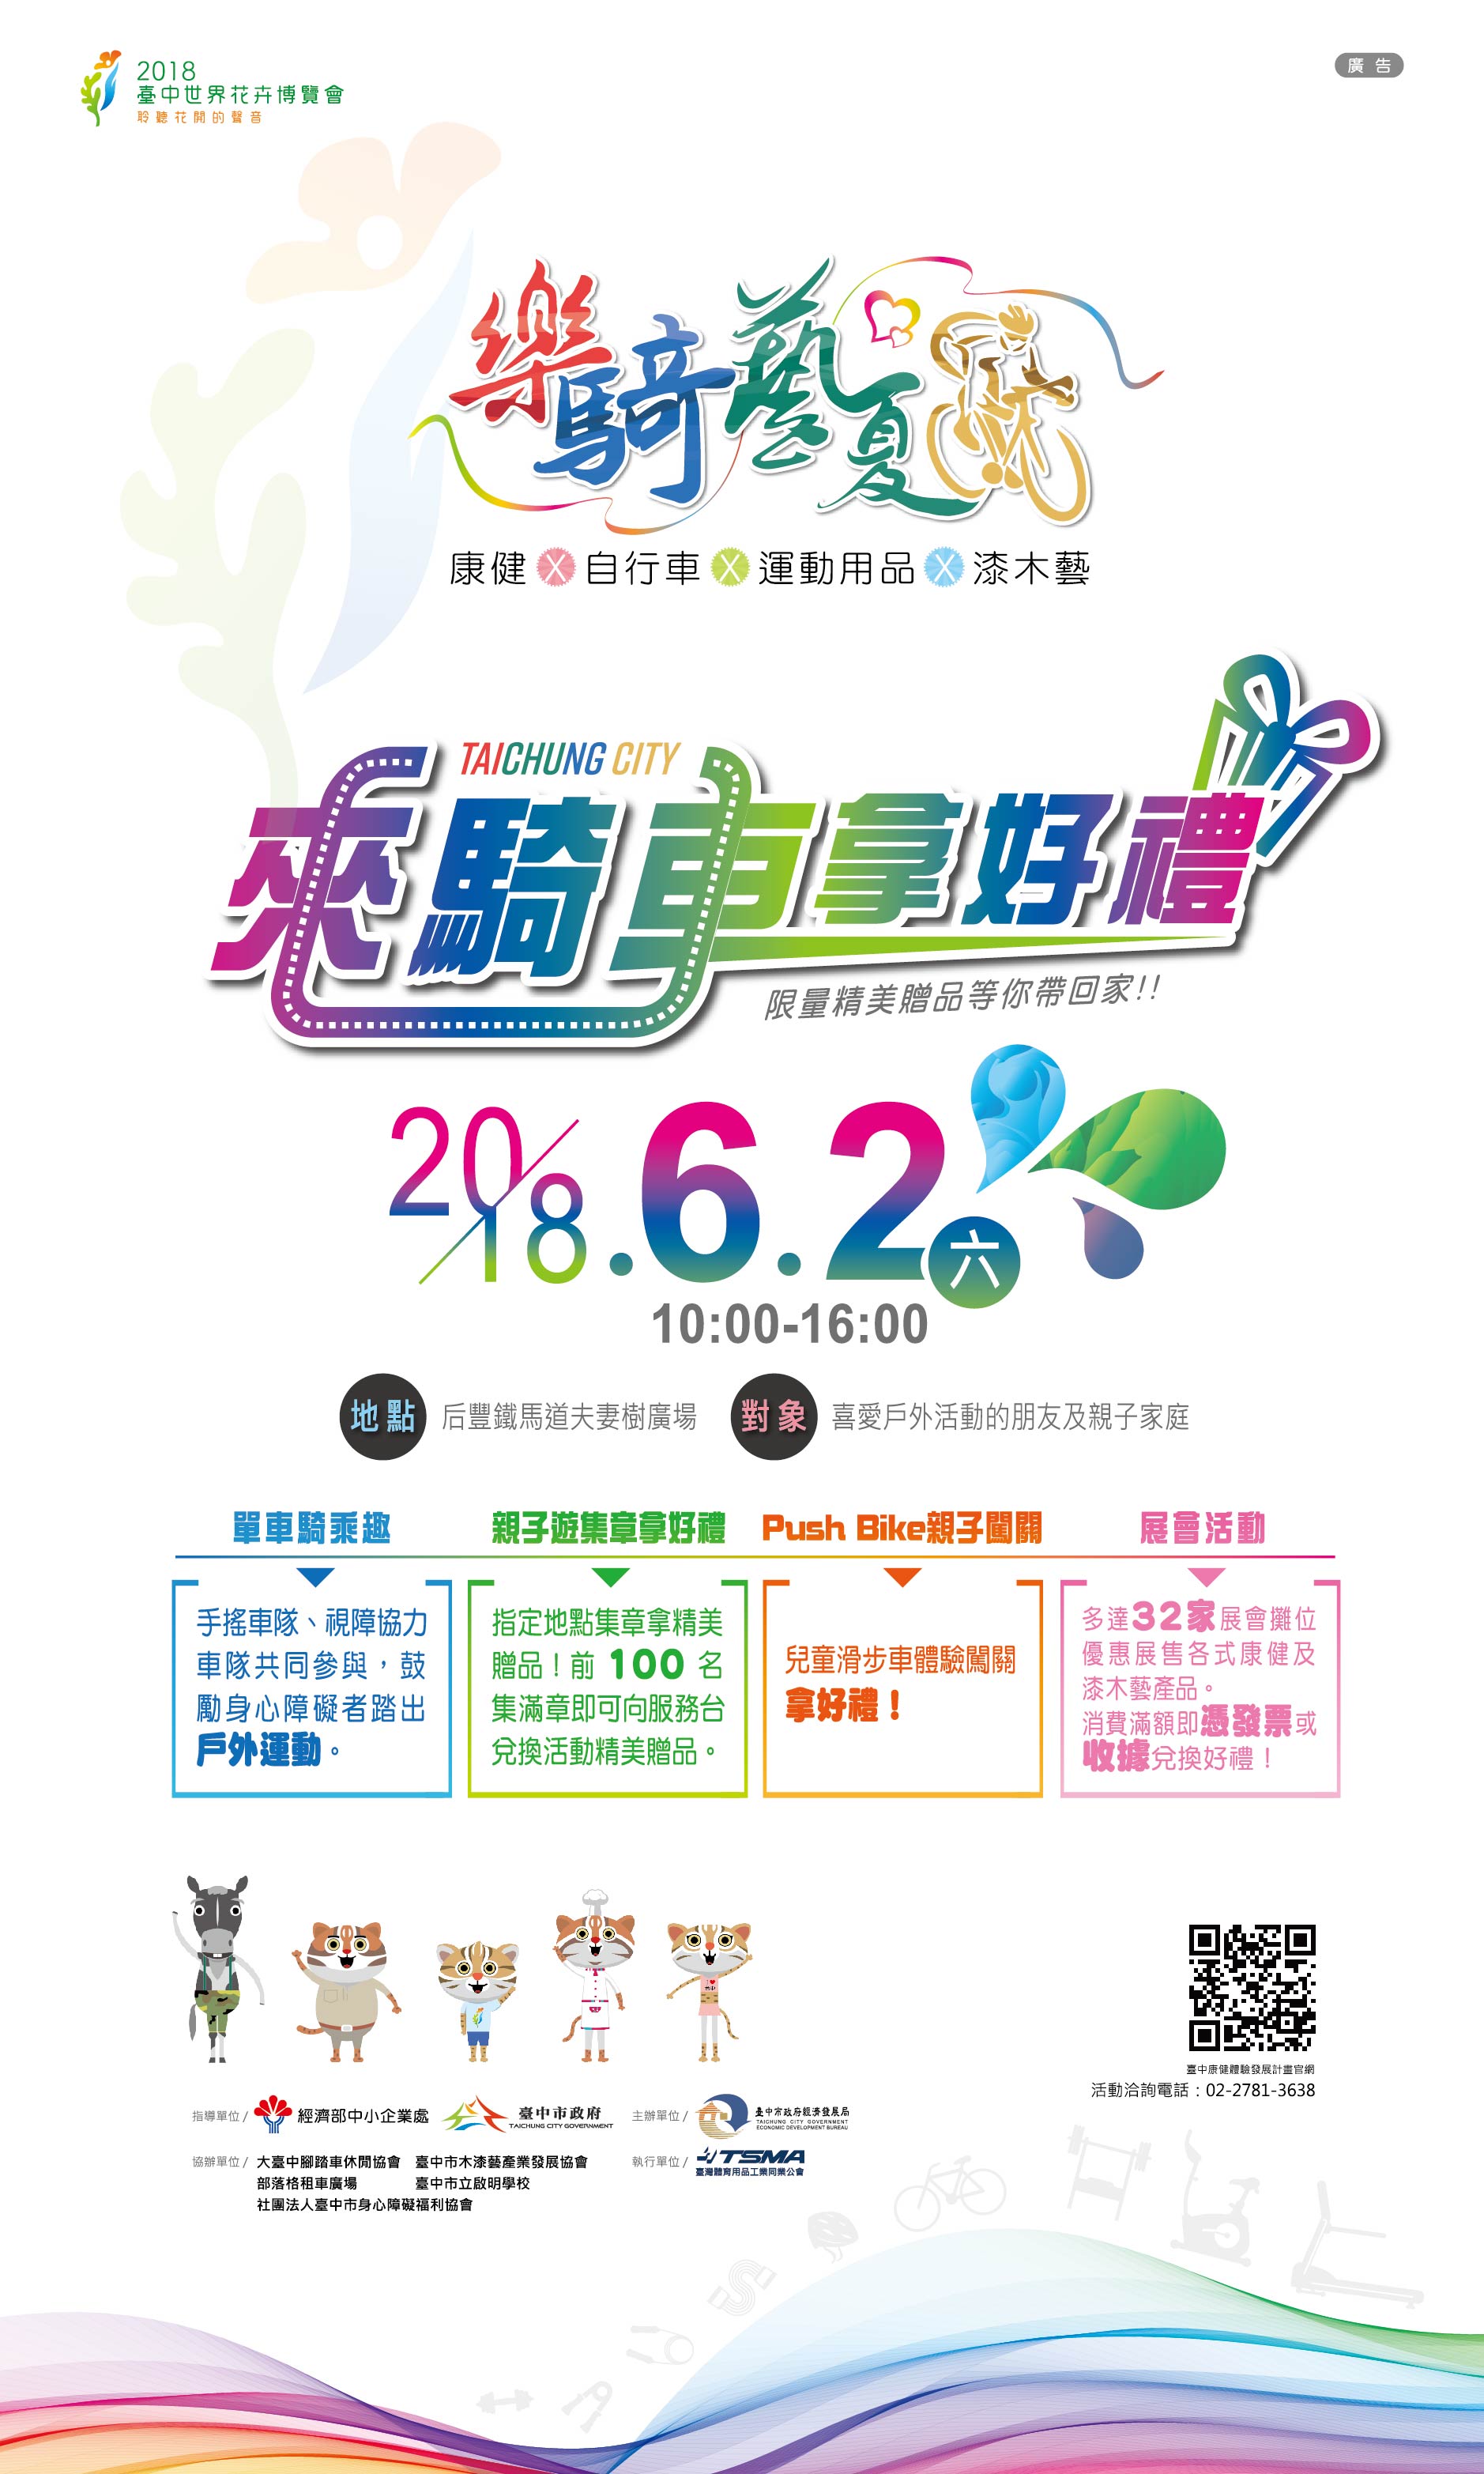 2018
臺中世界花卉博覽會
聆聽花開的聲音
廣告
樂騎藝夏
康健 X 自行車 X 運動用品 X 漆木藝
TAICHUNG CITY
來騎車拿好禮
限量精美贈品等你帶回家!!
2018.6.2 六
10:00-16:00
地點 后豐鐵馬道夫妻樹廣場
對象 喜愛戶外活動的朋友及親子家庭
單車騎乘趣
手搖車隊、視障協力
車隊共同參與，鼓
勵身心障礙者踏出
戶外運動。
親子遊集章拿好禮
指定地點集章拿精美
贈品！前 100 名
集滿章即可向服務台
兌換活動精美贈品。
Push Bike親子闖關
兒童滑步車體驗闖關
拿好禮！
展會活動
多達32家展會攤位
優惠展售各式康健及
漆木藝產品。
消費滿額即憑發票或
收據兌換好禮！
臺中康健體驗發展計畫官網
活動洽詢電話：02-2781-3638
指導單位/ 經濟部中小企業處 臺中市政府
TAICHUNG CITY GOVERNMENT
主辦單位/ 臺中市政府經濟發展局
TAICHUNG CITY GOVERNMENT
ECONOMIC DEVELOPMENT BUREAU
協辦單位/ 大臺中腳踏車休閒協會 臺中市木漆藝產業發展協會
部落格租車廣場 臺中市立啟明學校
社團法人臺中市身心障礙福利協會
執行單位/ TSMA
臺灣體育用品工業同業公會